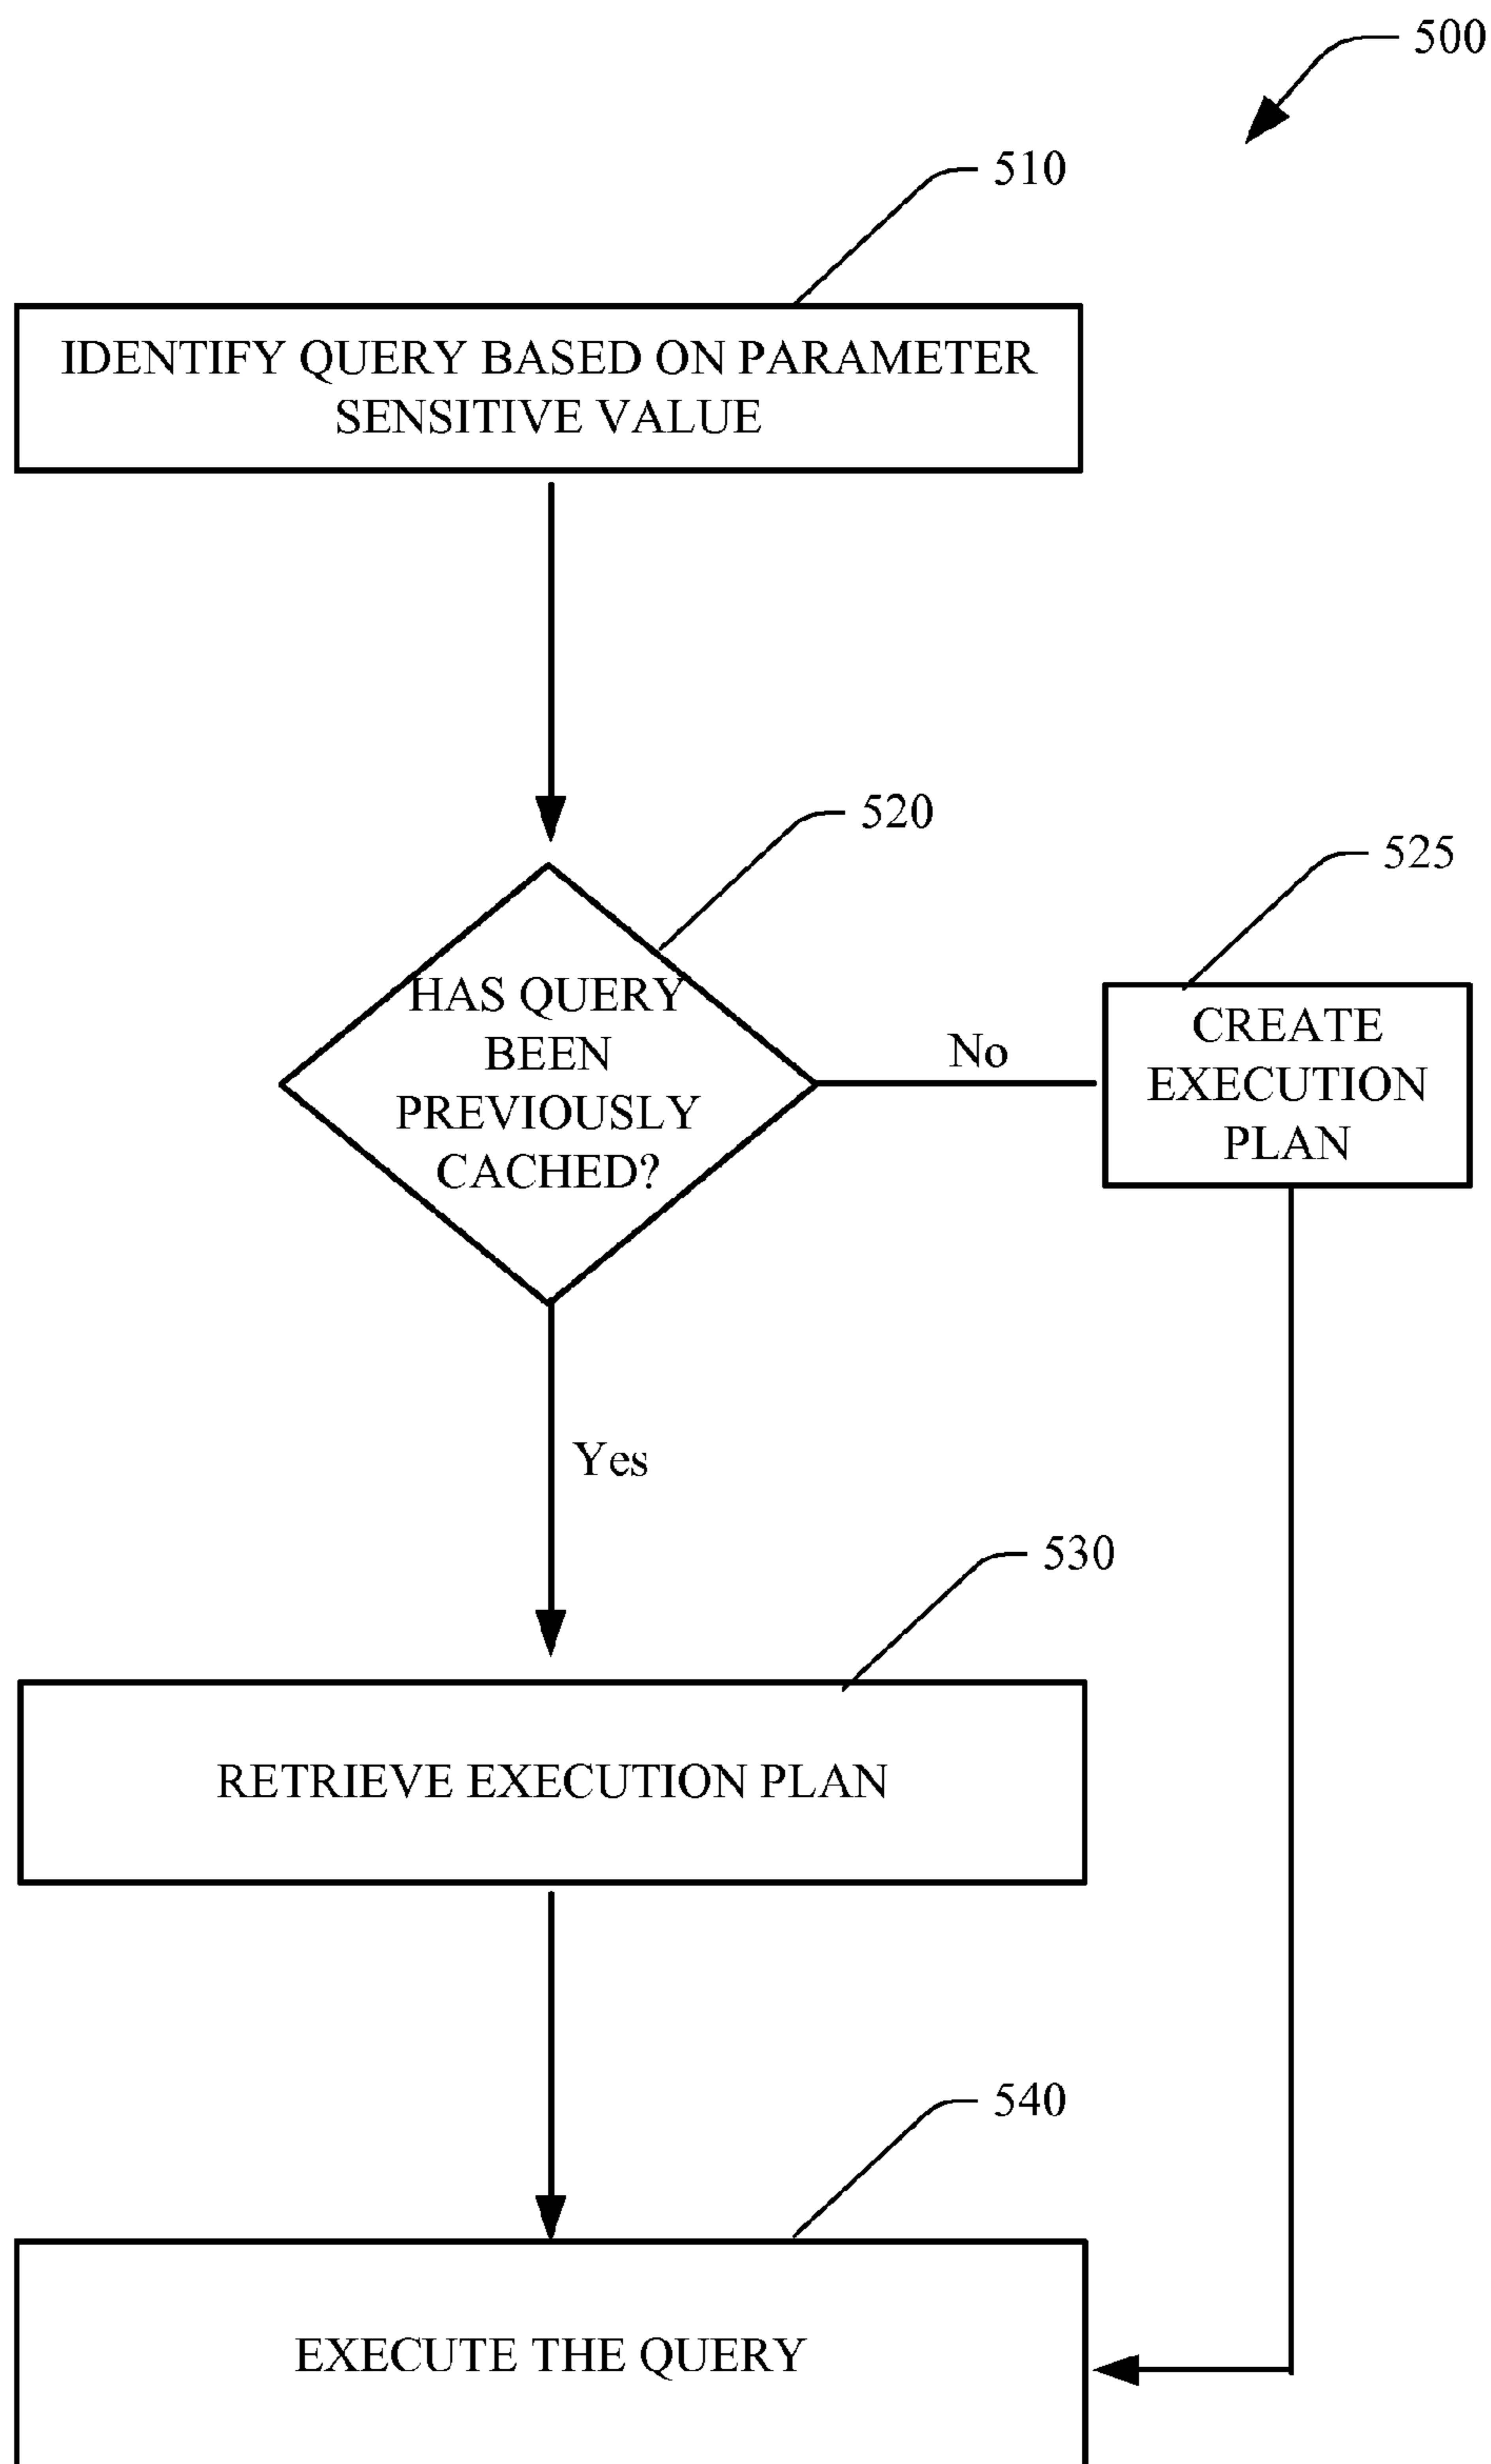 500
510
IDENTIFY QUERY BASED ON PARAMETER
SENSITIVE VALUE
520
525
HAS QUERY
BEEN
PREVIOUSLY
CACHED?
No
CREATE
EXECUTION
PLAN
Yes
530
RETRIEVE EXECUTION PLAN
540
EXECUTE THE QUERY